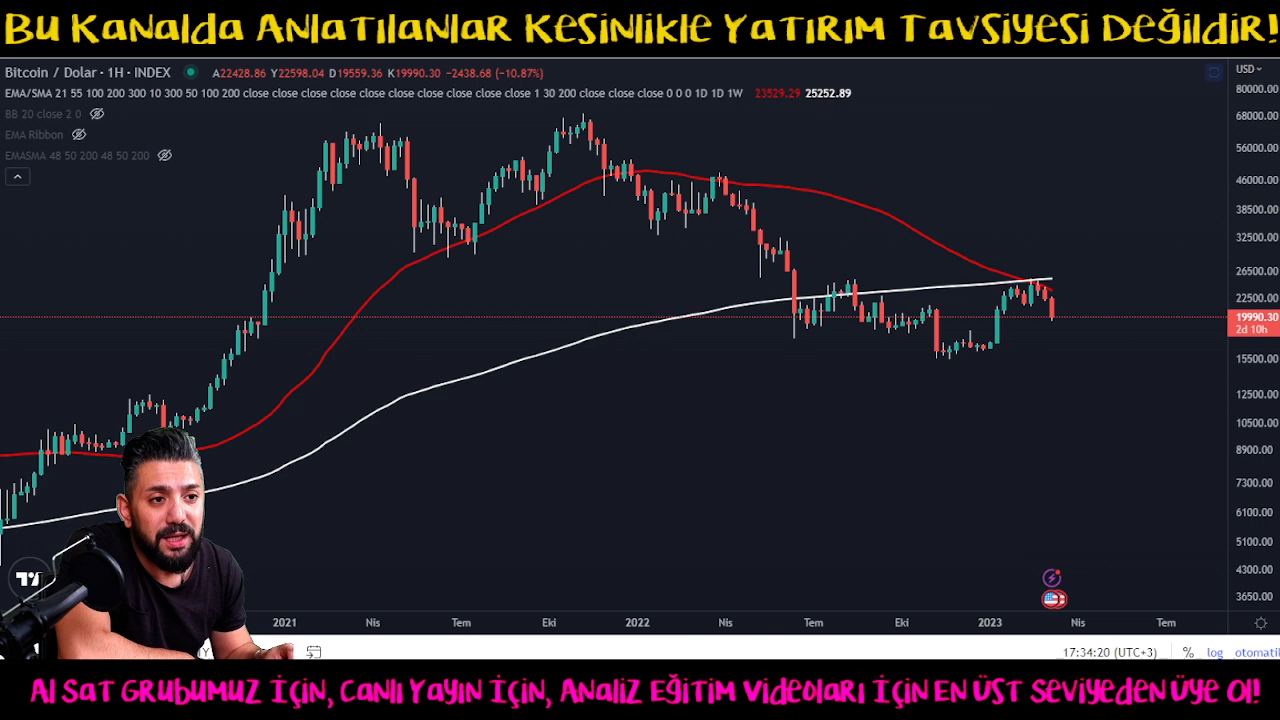 Bu Kanalda Anlatılanlar Kesinlikle Yatırım Tavsiyesi Değildir!
Bitcoin / Dolar · 1H · INDEX A22428.86 Y22598.04 D19559.36 K19990.30 −2438.68 (−10.87%)
USD
EMA/SMA 21 55 100 200 300 10 300 50 100 200 close close close close close close close close close close 1 30 200 close close close 0 0 0 1D 1D 1W 23529.29 25252.89
BB 20 close 2 0
EMA Ribbon
EMASMA 48 50 200 48 50 200
80000.00
68000.00
56000.00
46000.00
38500.00
32500.00
26500.00
22500.00
19990.30
2d 10h
15500.00
12500.00
10500.00
8900.00
7300.00
6100.00
5100.00
4300.00
3650.00
2021 Nis Tem Eki 2022 Nis Tem Eki 2023 Nis Tem
17:34:20 (UTC+3) % log otomatik
Al Sat Grubumuz İçin, Canlı Yayın İçin, Analiz Eğitim Videoları İçin En Üst Seviyeden Üye Ol!